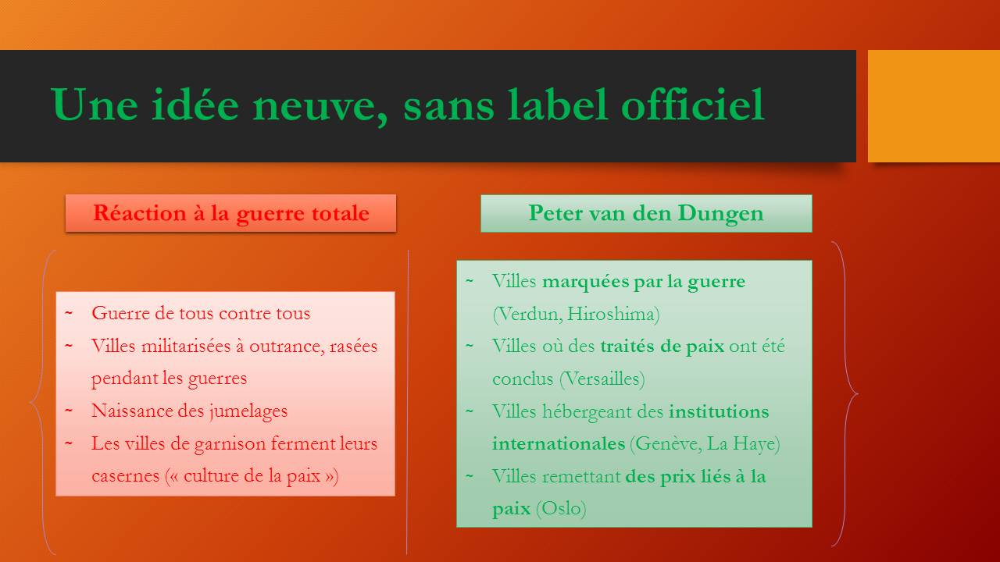 Une idée neuve, sans label officiel
Réaction à la guerre totale
~ Guerre de tous contre tous
~ Villes militarisées à outrance, rasées
pendant les guerres
~ Naissance des jumelages
~ Les villes de garnison ferment leurs
casernes (« culture de la paix »)
Peter van den Dungen
~ Villes marquées par la guerre
(Verdun, Hiroshima)
~ Villes où des traités de paix ont été
conclus (Versailles)
~ Villes hébergeant des institutions
internationales (Genève, La Haye)
~ Villes remettant des prix liés à la
paix (Oslo)